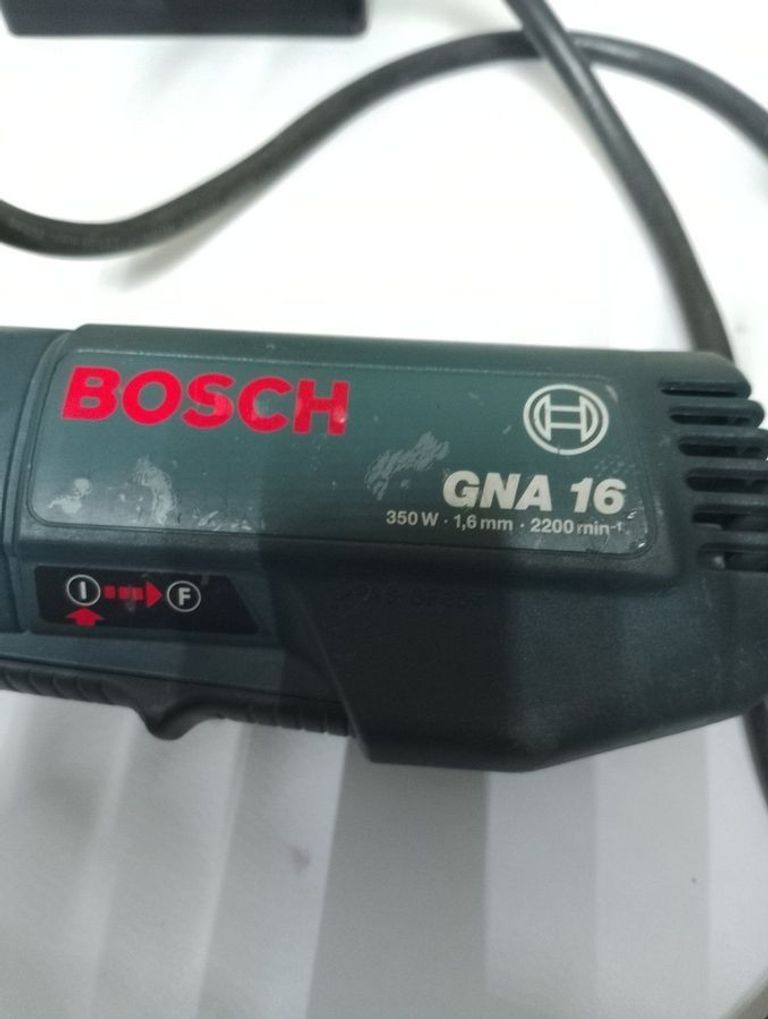 BOSCH
GNA 16
350 W · 1,6 mm · 2200 min⁻¹
I F